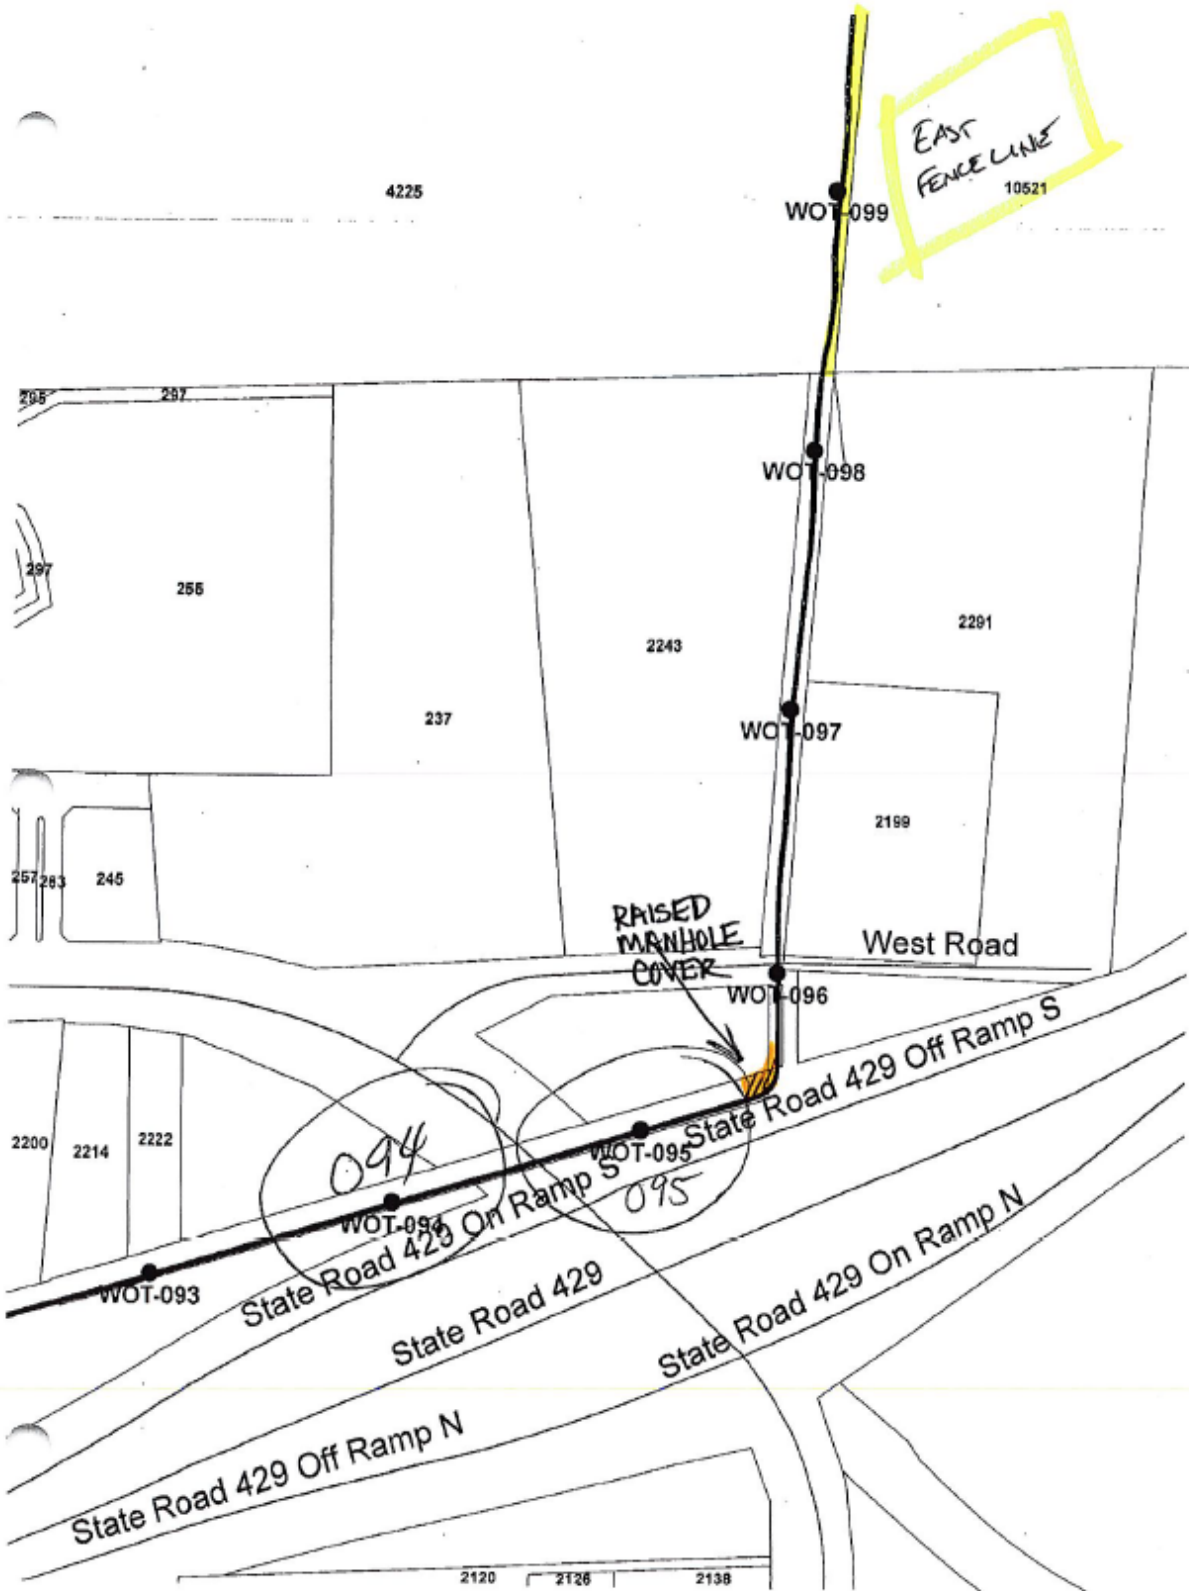 EAST
FENCE LINE
4225
10521
WOT-099
295
297
WOT-098
297
255
2243
2291
237
WOT-097
2199
257
263
245
RAISED
MANHOLE
COVER
West Road
WOT-096
State Road 429 Off Ramp S
2200
2214
2222
094
WOT-095
095
WOT-094
State Road 429 On Ramp S
WOT-093
State Road 429
State Road 429 On Ramp N
State Road 429 Off Ramp N
2120
2126
2138